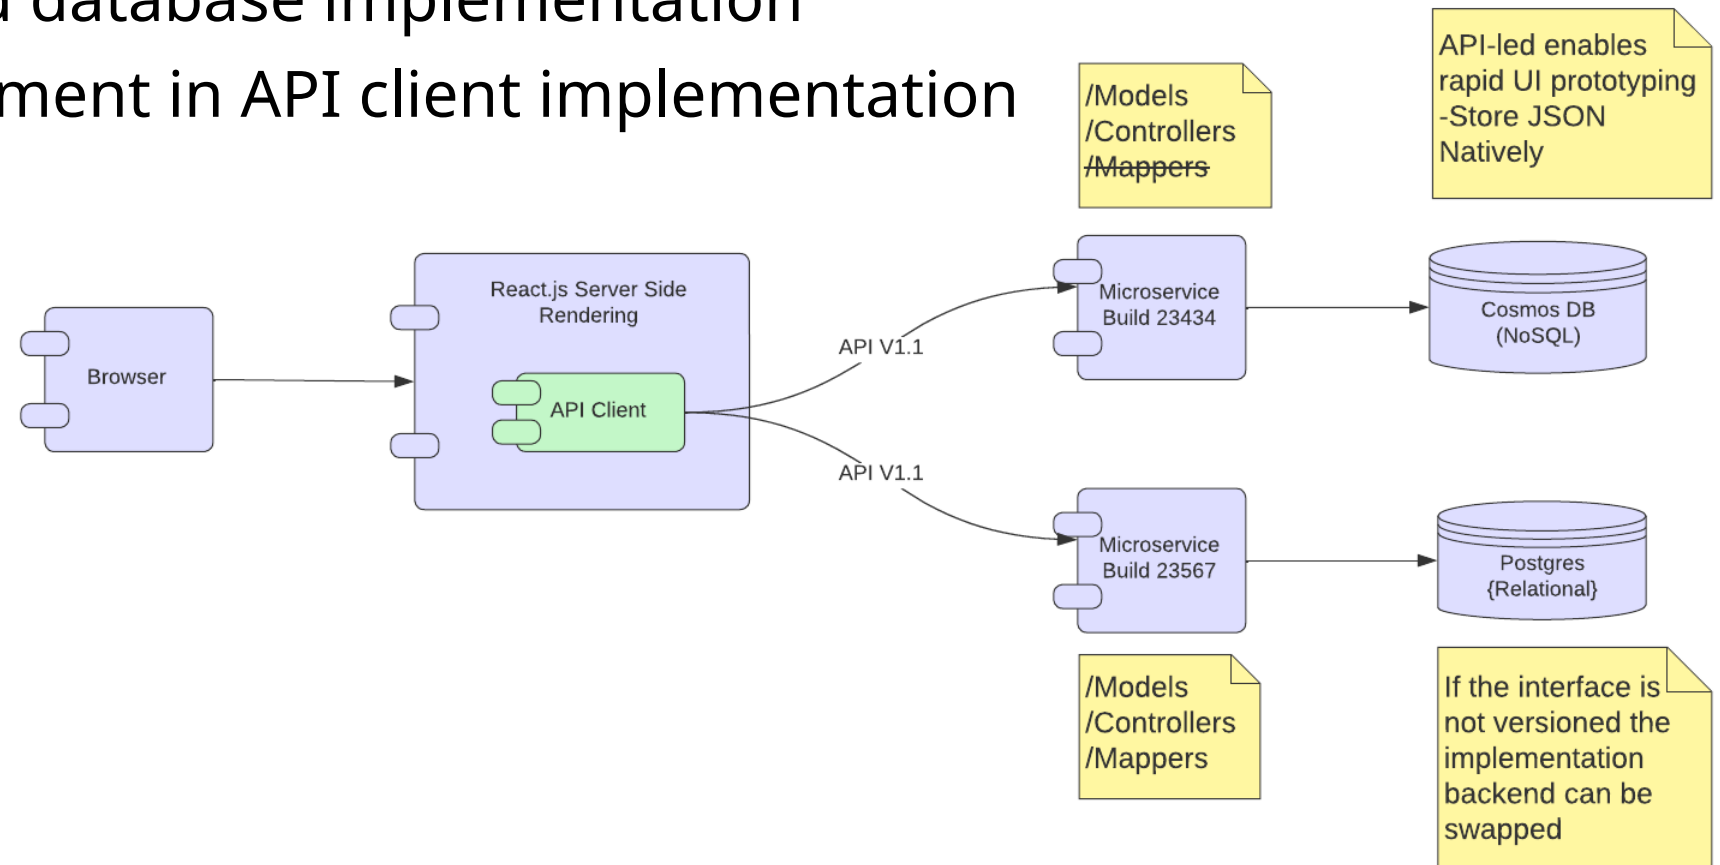 database implementation
ment in API client implementation
/Models
/Controllers
/Mappers
API-led enables
rapid UI prototyping
-Store JSON
Natively
Browser
React.js Server Side
Rendering
API Client
API V1.1
API V1.1
Microservice
Build 23434
Cosmos DB
(NoSQL)
Microservice
Build 23567
Postgres
{Relational}
/Models
/Controllers
/Mappers
If the interface is
not versioned the
implementation
backend can be
swapped